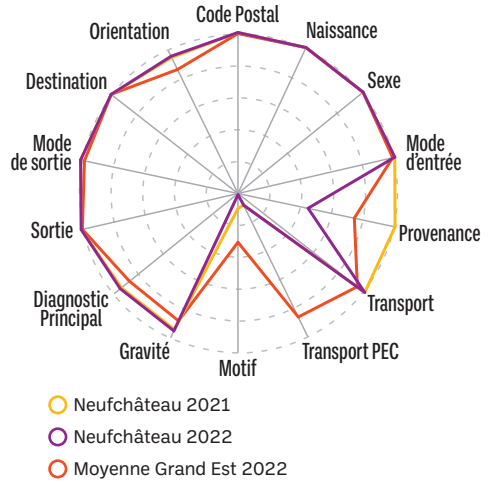 Code Postal
Naissance
Sexe
Mode
d'entrée
Provenance
Transport
Transport PEC
Motif
Gravité
Diagnostic
Principal
Sortie
Mode
de sortie
Destination
Orientation
Neufchâteau 2021
Neufchâteau 2022
Moyenne Grand Est 2022